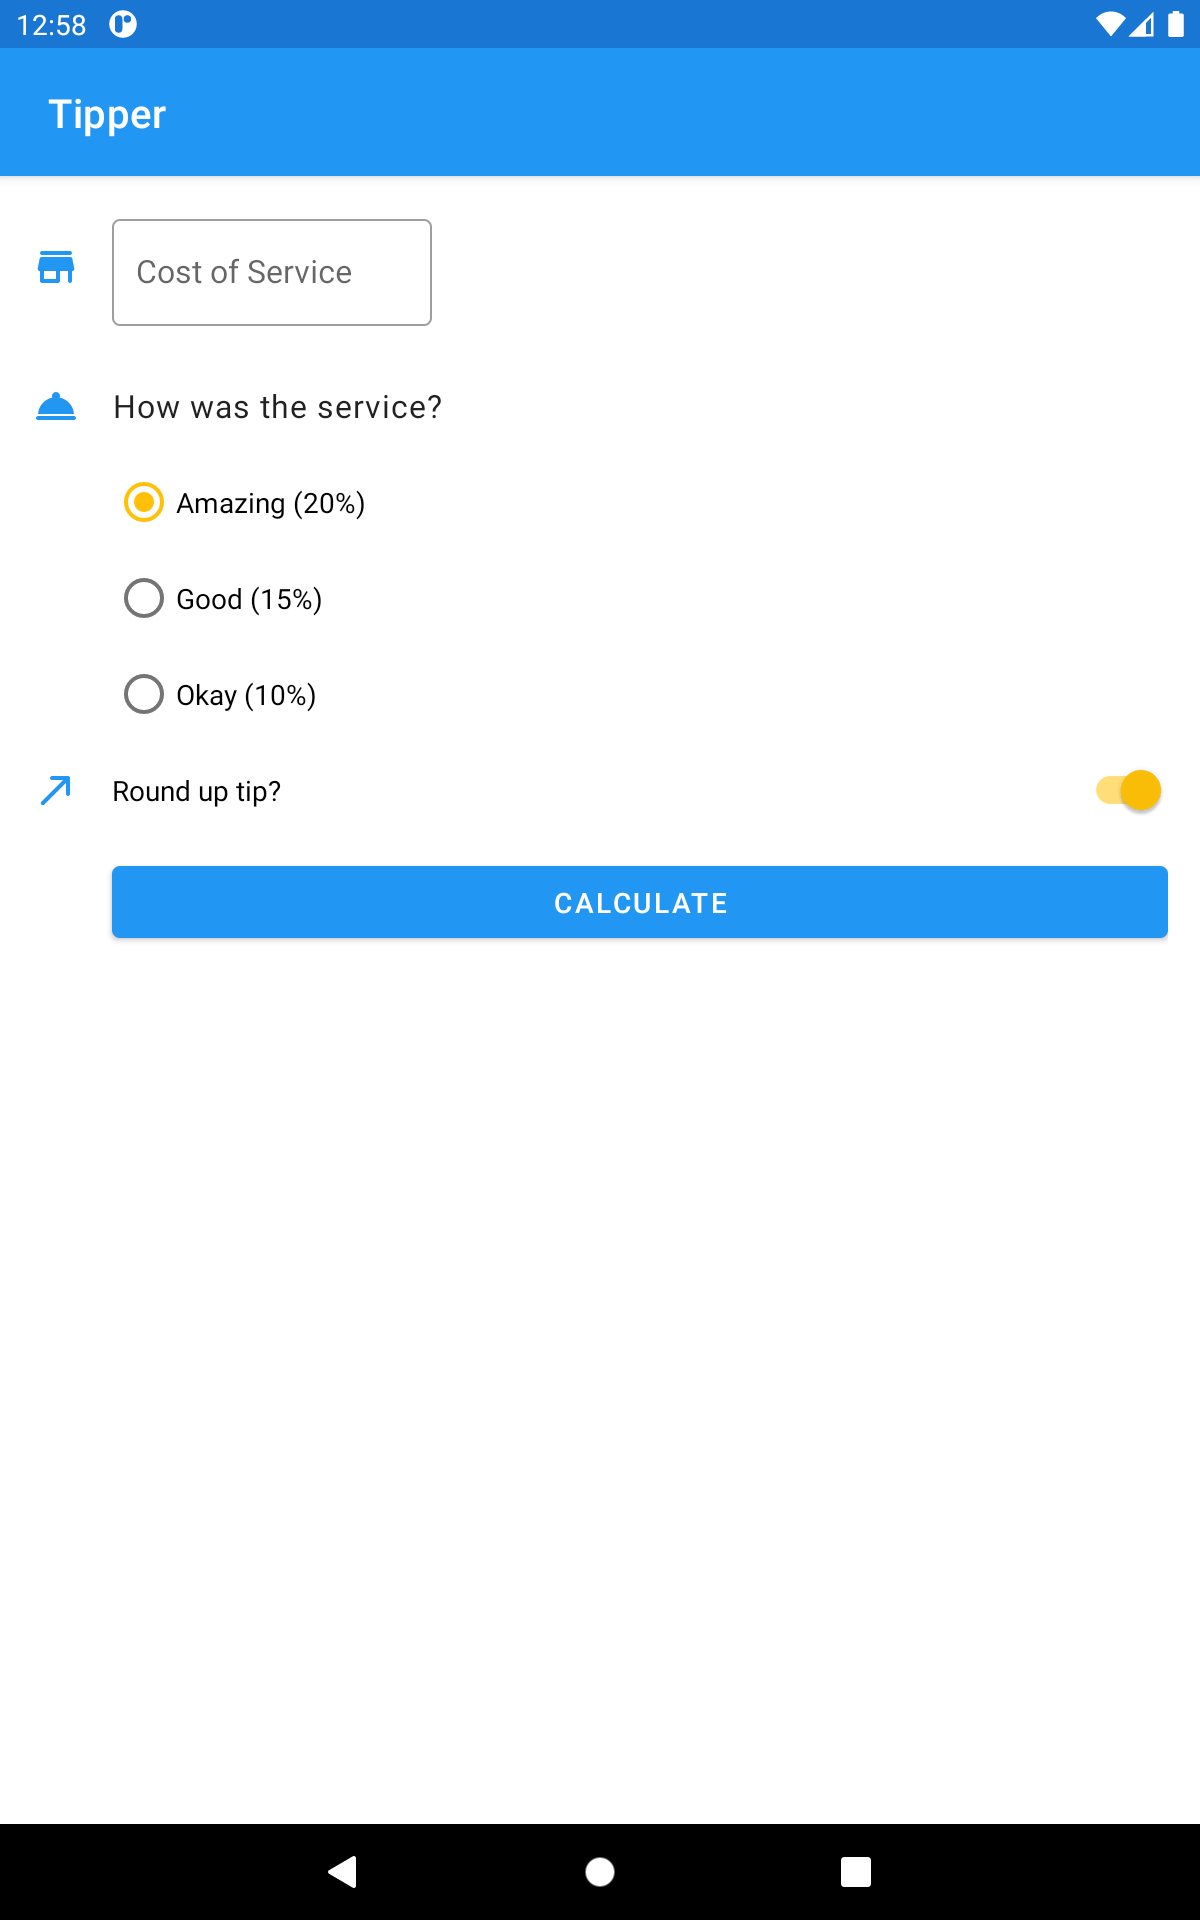 12:58
Tipper
Cost of Service
How was the service?
Amazing (20%)
Good (15%)
Okay (10%)
Round up tip?
CALCULATE